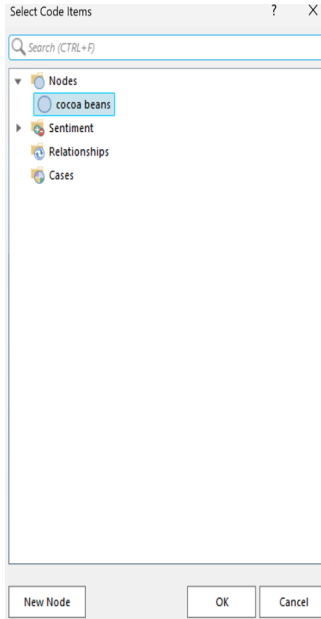 Select Code Items
?
X
Search (CTRL+F)
Nodes
cocoa beans
Sentiment
Relationships
Cases
New Node
OK
Cancel